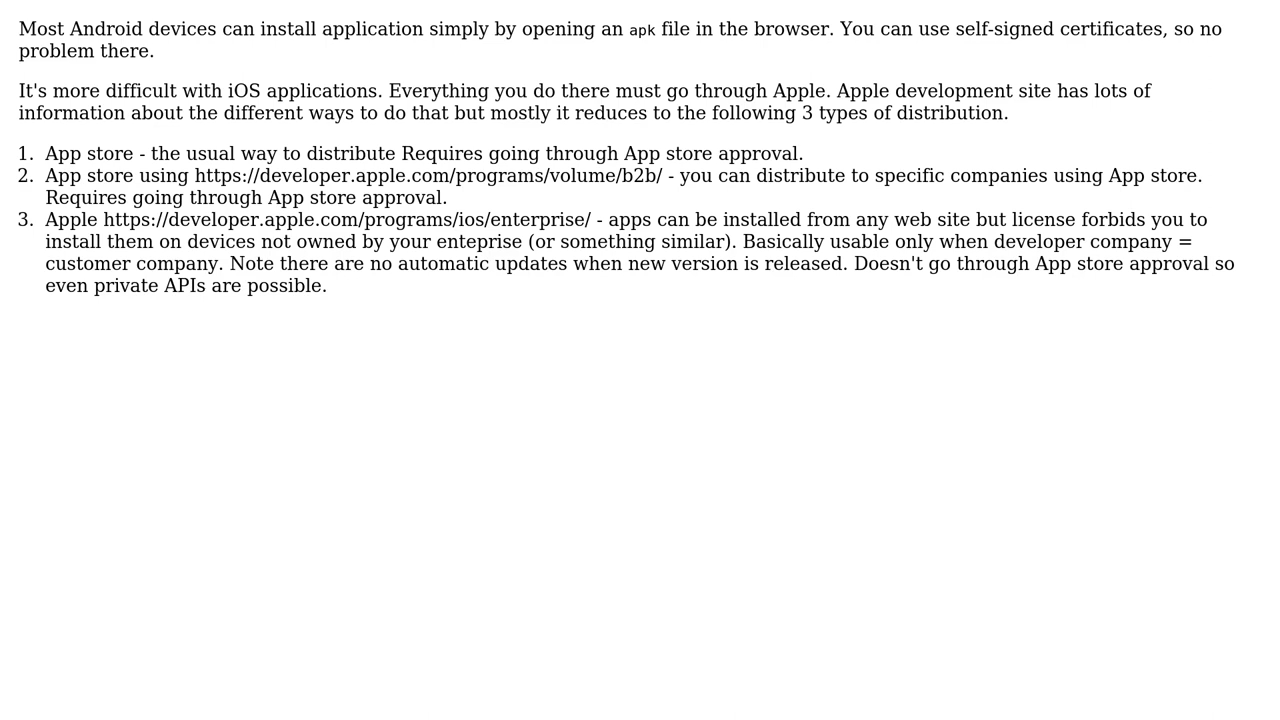 Most Android devices can install application simply by opening an apk file in the browser. You can use self-signed certificates, so no
problem there.
It's more difficult with iOS applications. Everything you do there must go through Apple. Apple development site has lots of
information about the different ways to do that but mostly it reduces to the following 3 types of distribution.
1. App store - the usual way to distribute Requires going through App store approval.
2. App store using https://developer.apple.com/programs/volume/b2b/ - you can distribute to specific companies using App store.
Requires going through App store approval.
3. Apple https://developer.apple.com/programs/ios/enterprise/ - apps can be installed from any web site but license forbids you to
install them on devices not owned by your enteprise (or something similar). Basically usable only when developer company =
customer company. Note there are no automatic updates when new version is released. Doesn't go through App store approval so
even private APIs are possible.